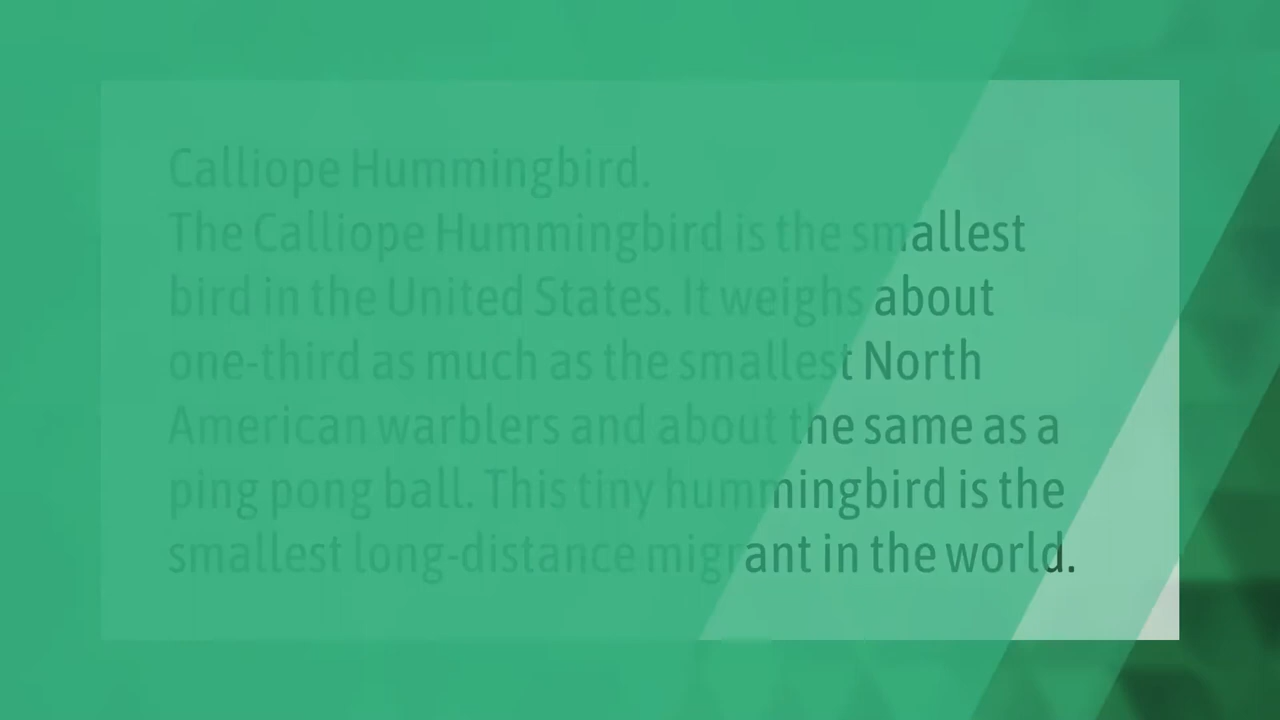 Calliope Hummingbird.
The Calliope Hummingbird is the smallest
bird in the United States. It weighs about
one-third as much as the smallest North
American warblers and about the same as a
ping pong ball. This tiny hummingbird is the
smallest long-distance migrant in the world.